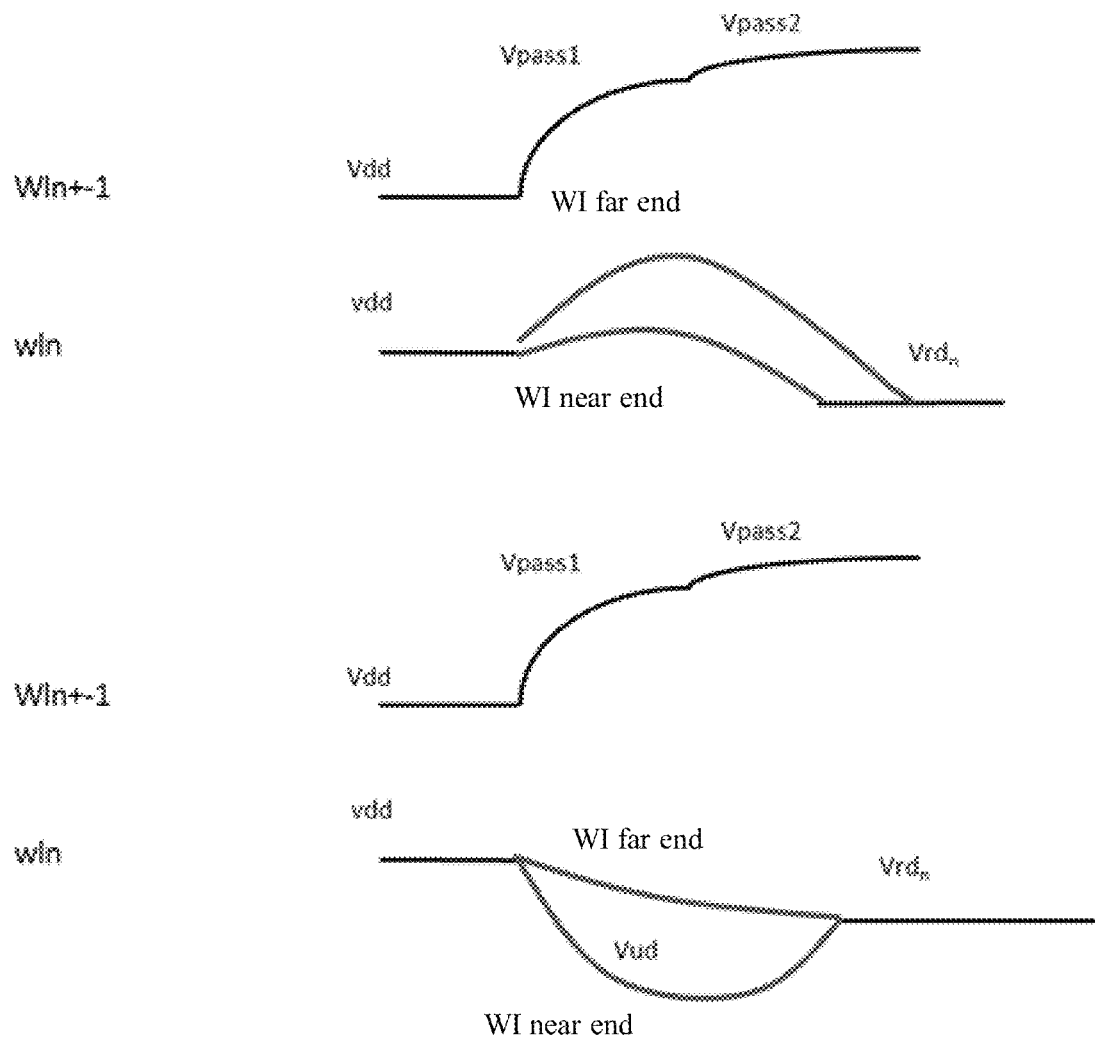 Vpass2
Vpass1
Vdd
Wln+-1
WI far end
vdd
wln
Vrdn
WI near end
Vpass2
Vpass1
Vdd
Wln+-1
vdd
WI far end
wln
Vrdn
Vud
WI near end